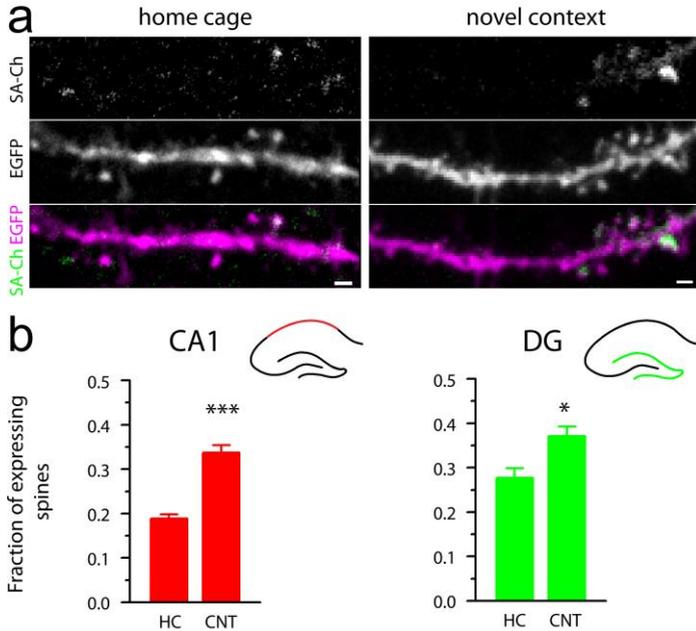 a
home cage
novel context
SA-Ch
EGFP
SA-Ch EGFP
b
CA1
DG
Fraction of expressing
spines
0.5
0.4
0.3
0.2
0.1
0.0
***
HC CNT
0.5
0.4
0.3
0.2
0.1
0.0
*
HC CNT